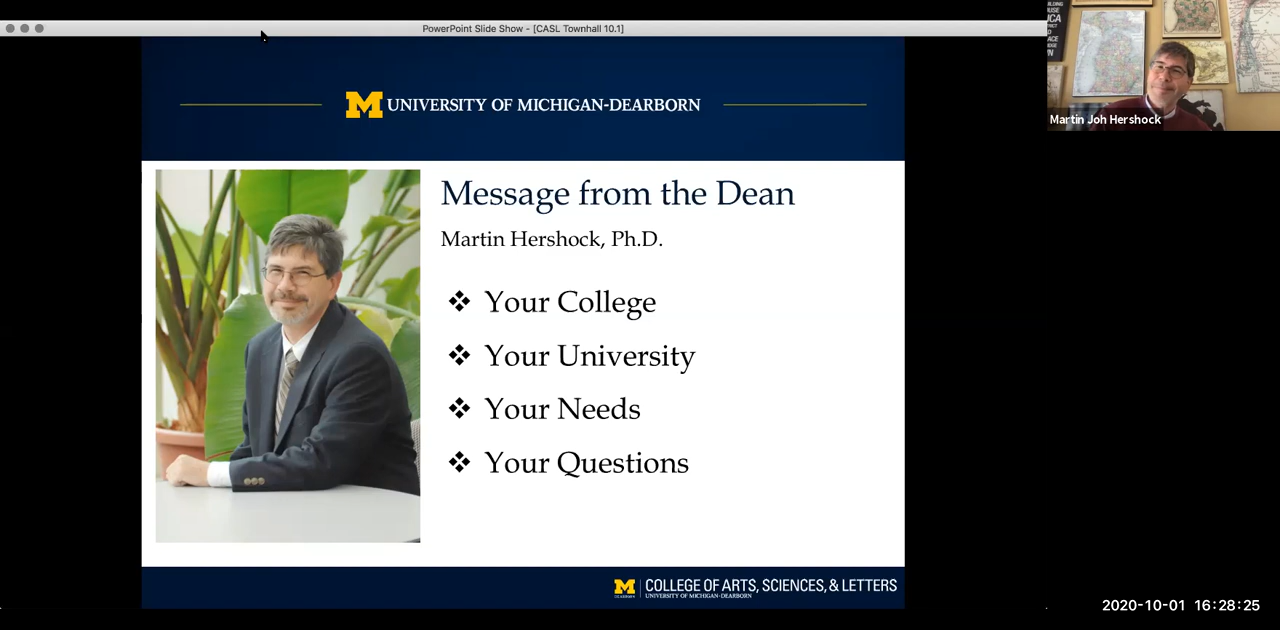 PowerPoint Slide Show - [CASL Townhall 10.1]
UNIVERSITY OF MICHIGAN-DEARBORN
Message from the Dean
Martin Hershock, Ph.D.
❖ Your College
❖ Your University
❖ Your Needs
❖ Your Questions
COLLEGE OF ARTS, SCIENCES, & LETTERS
UNIVERSITY OF MICHIGAN-DEARBORN
DEARBORN
Martin Joh Hershock
2020-10-01 16:28:25